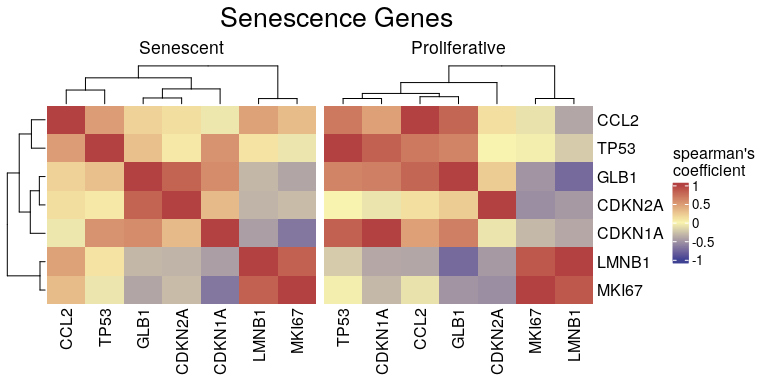 Senescence Genes
Senescent
Proliferative
CCL2
TP53
GLB1
CDKN2A
CDKN1A
LMNB1
MKI67
spearman's
coefficient
1
0.5
0
-0.5
-1
CCL2
TP53
GLB1
CDKN2A
CDKN1A
LMNB1
MKI67
TP53
CDKN1A
CCL2
GLB1
CDKN2A
MKI67
LMNB1